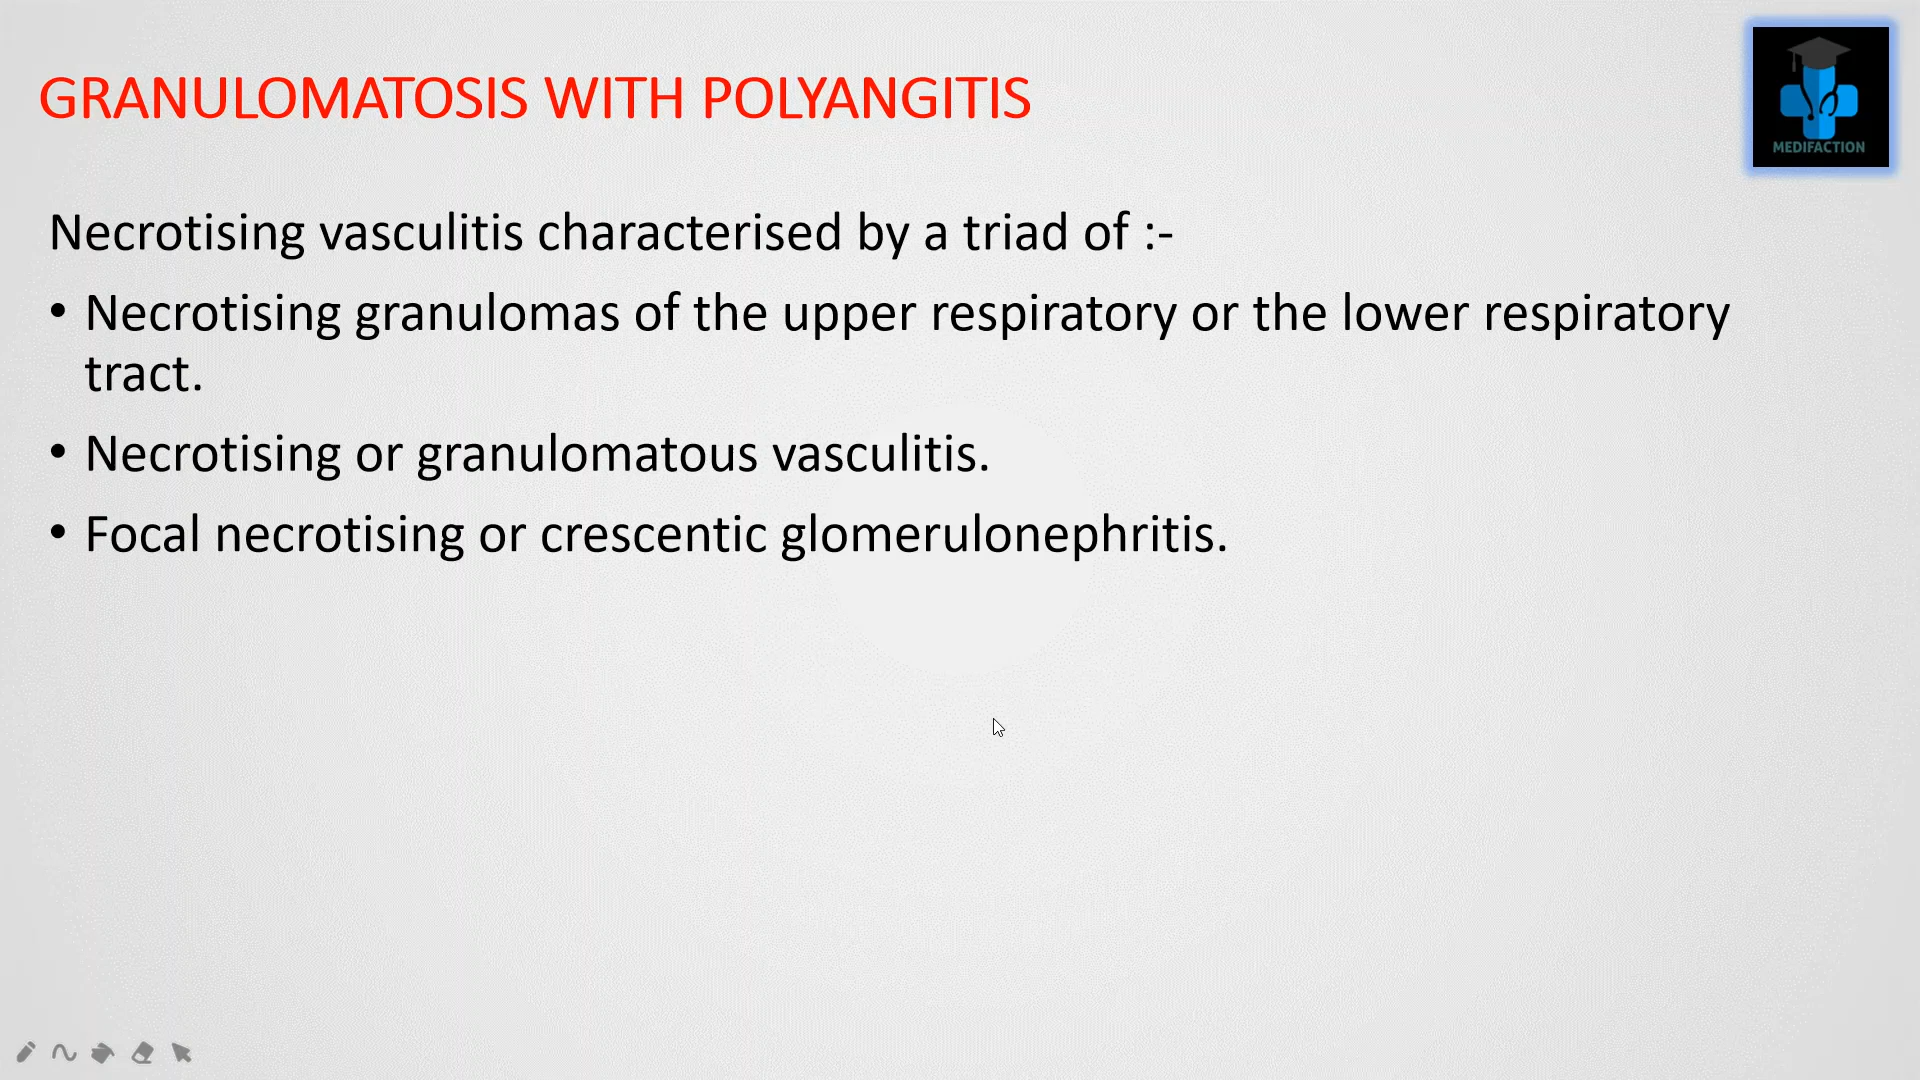 GRANULOMATOSIS WITH POLYANGITIS
MEDIFACTION
Necrotising vasculitis characterised by a triad of :-
• Necrotising granulomas of the upper respiratory or the lower respiratory
tract.
• Necrotising or granulomatous vasculitis.
• Focal necrotising or crescentic glomerulonephritis.